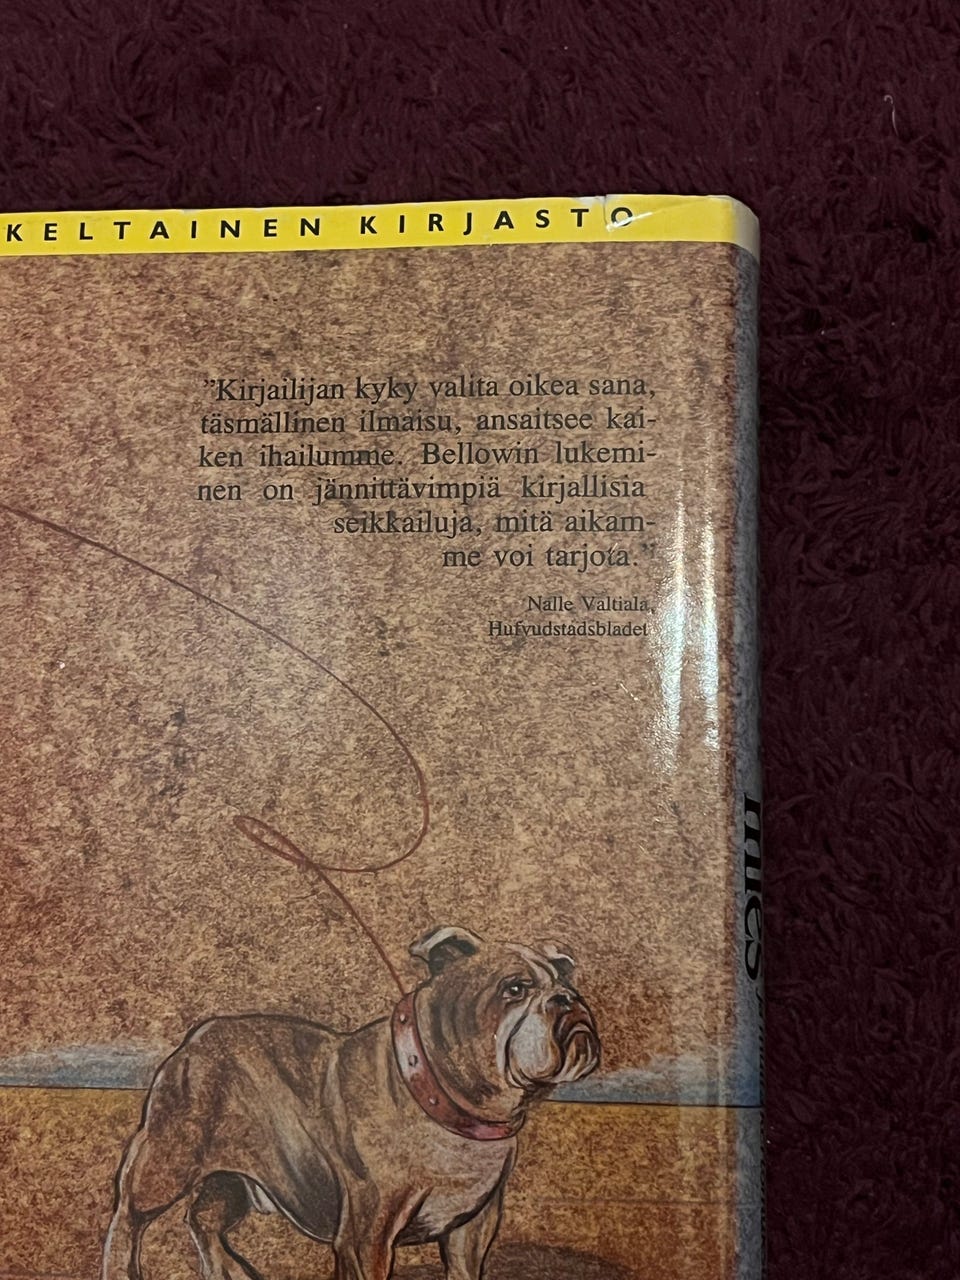 KELTAINEN KIRJASTO
”Kirjailijan kyky valita oikea sana,
täsmällinen ilmaisu, ansaitsee kai-
ken ihailumme. Bellowin lukemi-
nen on jännittävimpiä kirjallisia
seikkailuja, mitä aikam-
me voi tarjota.”
Nalle Valtiala,
Hufvudstadsbladet
mies